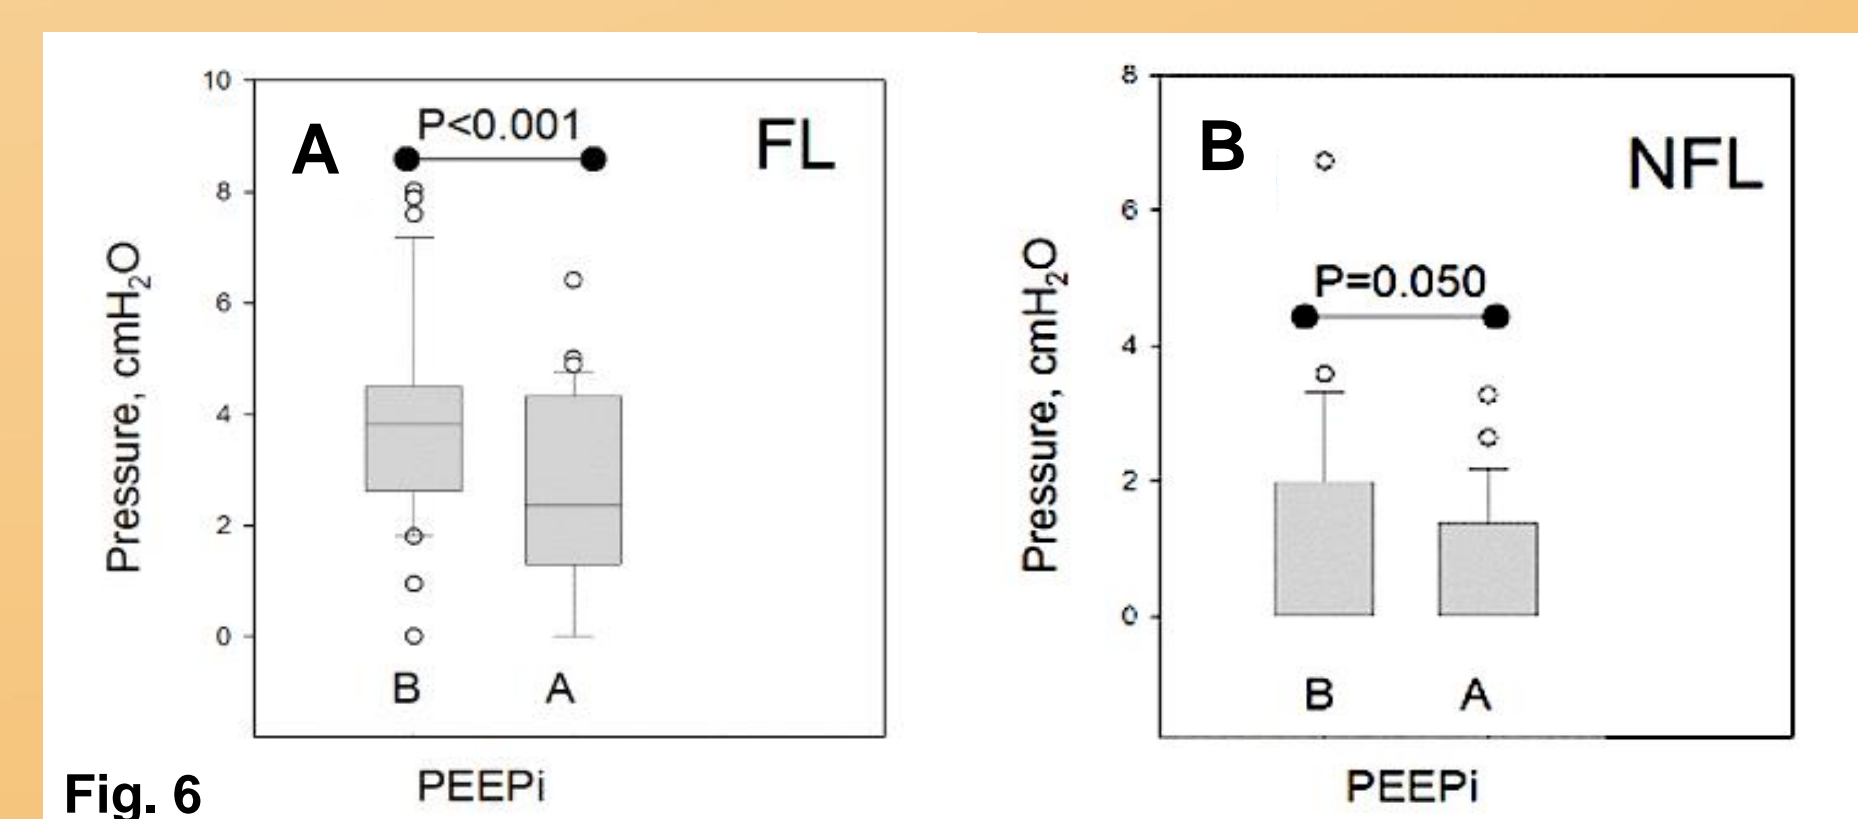 A
P<0.001
FL
10
8
6
4
2
0
Pressure, cmH₂O
B A
PEEPi
B
NFL
P=0.050
8
6
4
2
0
Pressure, cmH₂O
B A
PEEPi
Fig. 6